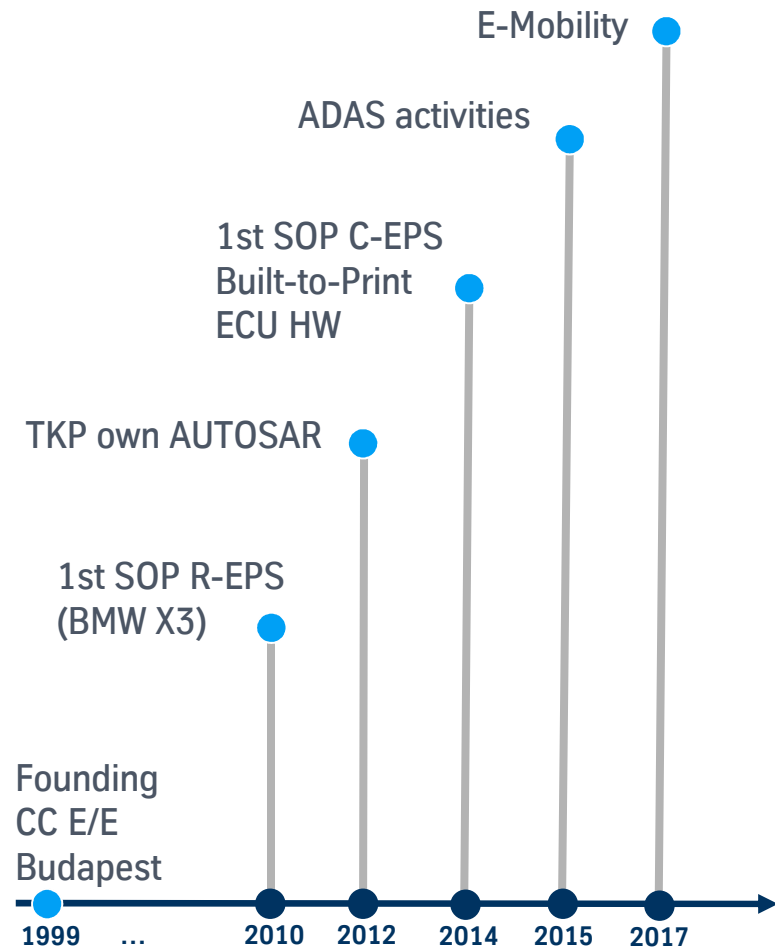 E-Mobility
ADAS activities
1st SOP C-EPS
Built-to-Print
ECU HW
TKP own AUTOSAR
1st SOP R-EPS
(BMW X3)
Founding
CC E/E
Budapest
1999 ... 2010 2012 2014 2015 2017